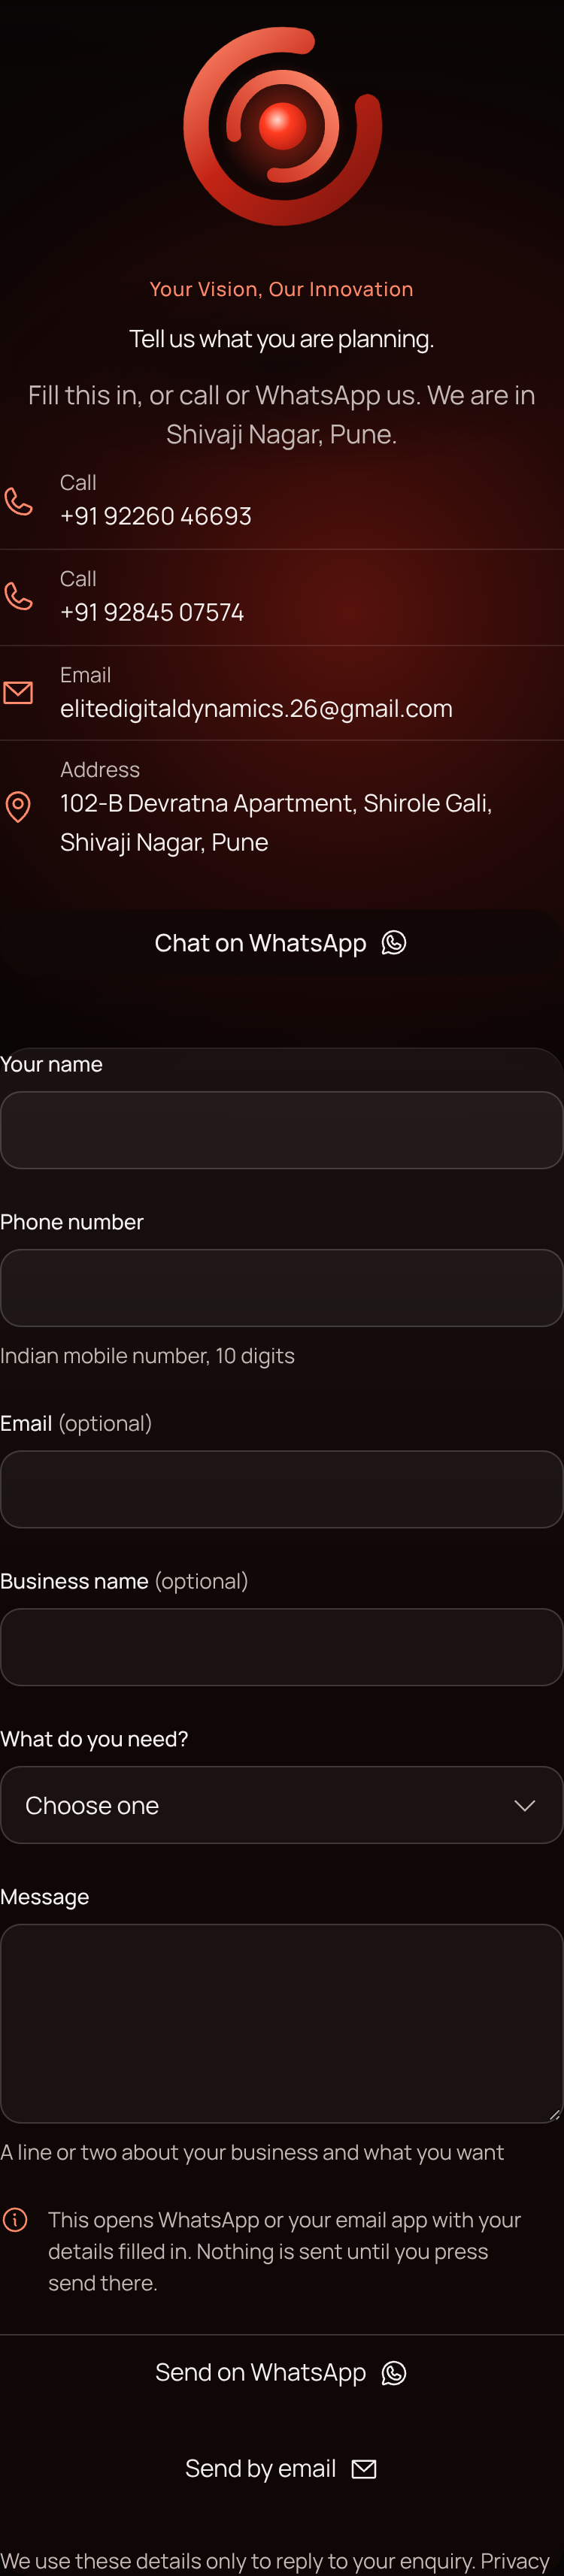 Your Vision, Our Innovation
Tell us what you are planning.
Fill this in, or call or WhatsApp us. We are in
Shivaji Nagar, Pune.
Call
+91 92260 46693
Call
+91 92845 07574
Email
elitedigitaldynamics.26@gmail.com
Address
102-B Devratna Apartment, Shirole Gali,
Shivaji Nagar, Pune
Chat on WhatsApp
Your name
Phone number
Indian mobile number, 10 digits
Email (optional)
Business name (optional)
What do you need?
Choose one
Message
A line or two about your business and what you want
This opens WhatsApp or your email app with your
details filled in. Nothing is sent until you press
send there.
Send on WhatsApp
Send by email
We use these details only to reply to your enquiry. Privacy